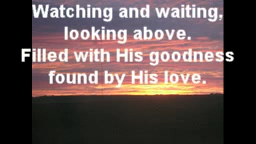 Watching and waiting,
looking above.
Filled with His goodness
found by His love.